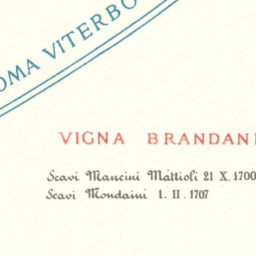 OMA VITERBO
VIGNA BRANDANI
Scavi Mancini Mattioli 21 X. 1700
Scavi Mondaini 1. II. 1707